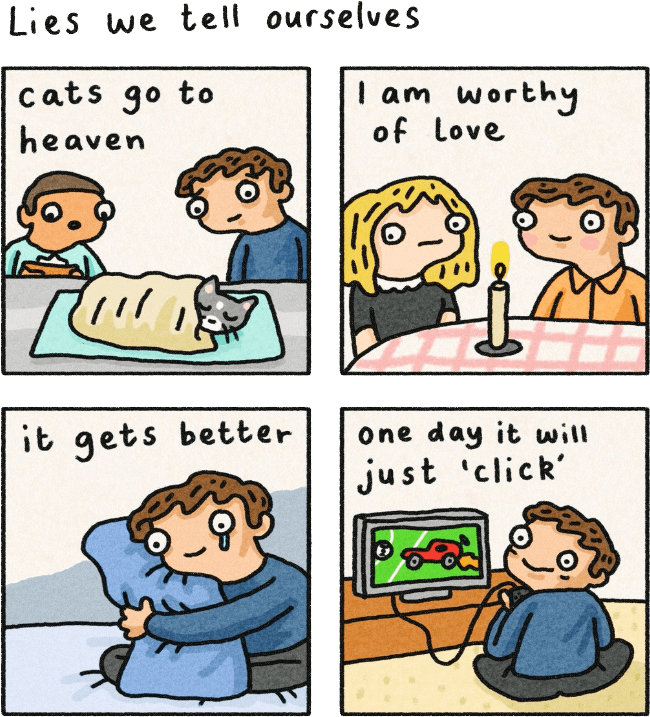 Lies we tell ourselves
cats go to
heaven
I am worthy
of love
it gets better
one day it will
just 'click'